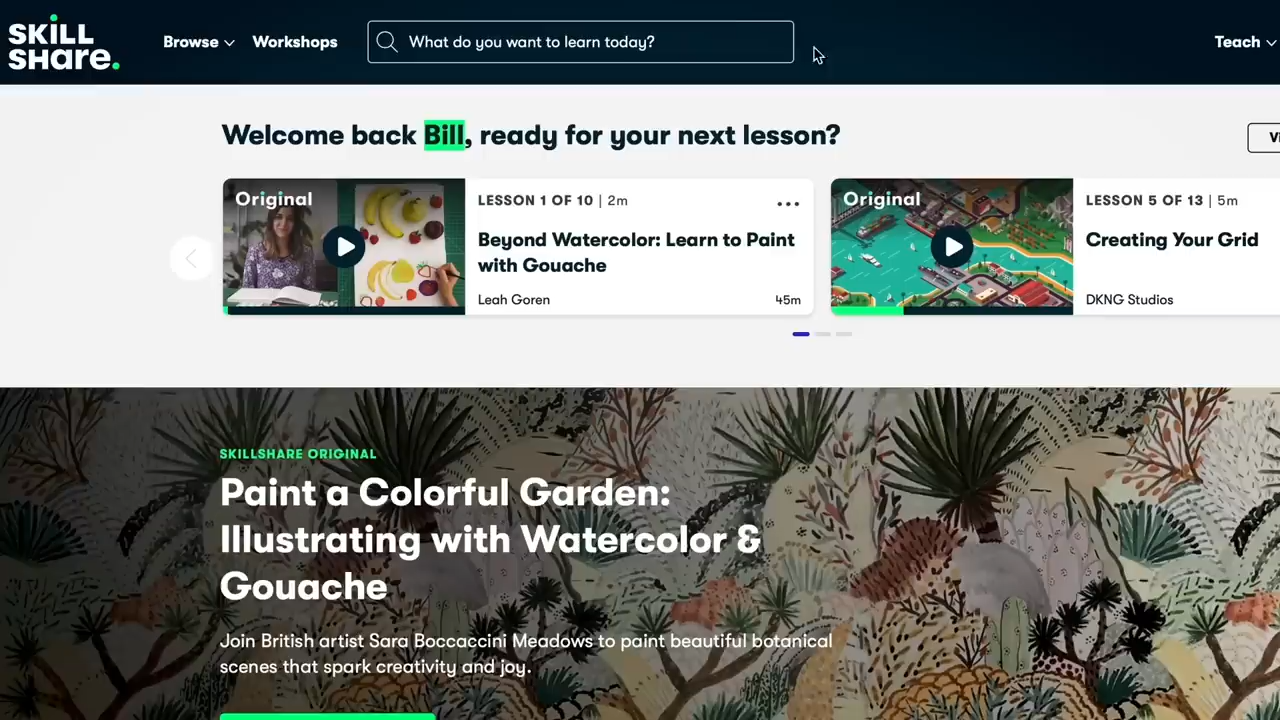 SKILL
SHare.
Browse
Workshops
What do you want to learn today?
Teach
Welcome back Bill, ready for your next lesson?
Original
LESSON 1 OF 10 | 2m
Beyond Watercolor: Learn to Paint
with Gouache
Leah Goren
45m
Original
LESSON 5 OF 13 | 5m
Creating Your Grid
DKNG Studios
SKILLSHARE ORIGINAL
Paint a Colorful Garden:
Illustrating with Watercolor &
Gouache
Join British artist Sara Boccaccini Meadows to paint beautiful botanical
scenes that spark creativity and joy.